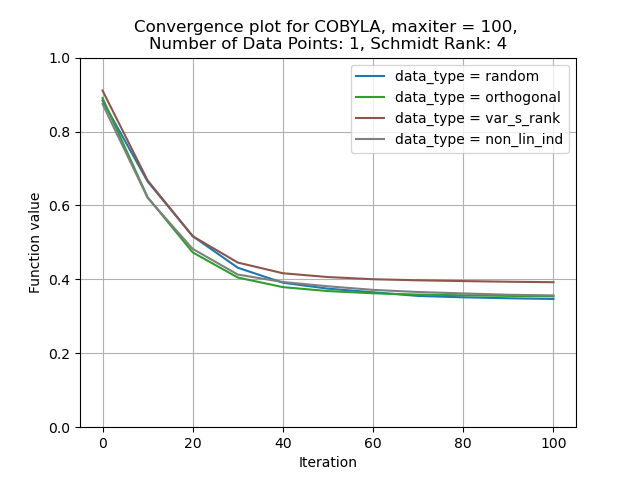 Convergence plot for COBYLA, maxiter = 100,
Number of Data Points: 1, Schmidt Rank: 4
data_type = random
data_type = orthogonal
data_type = var_s_rank
data_type = non_lin_ind
Function value
1.0
0.8
0.6
0.4
0.2
0.0
0 20 40 60 80 100
Iteration